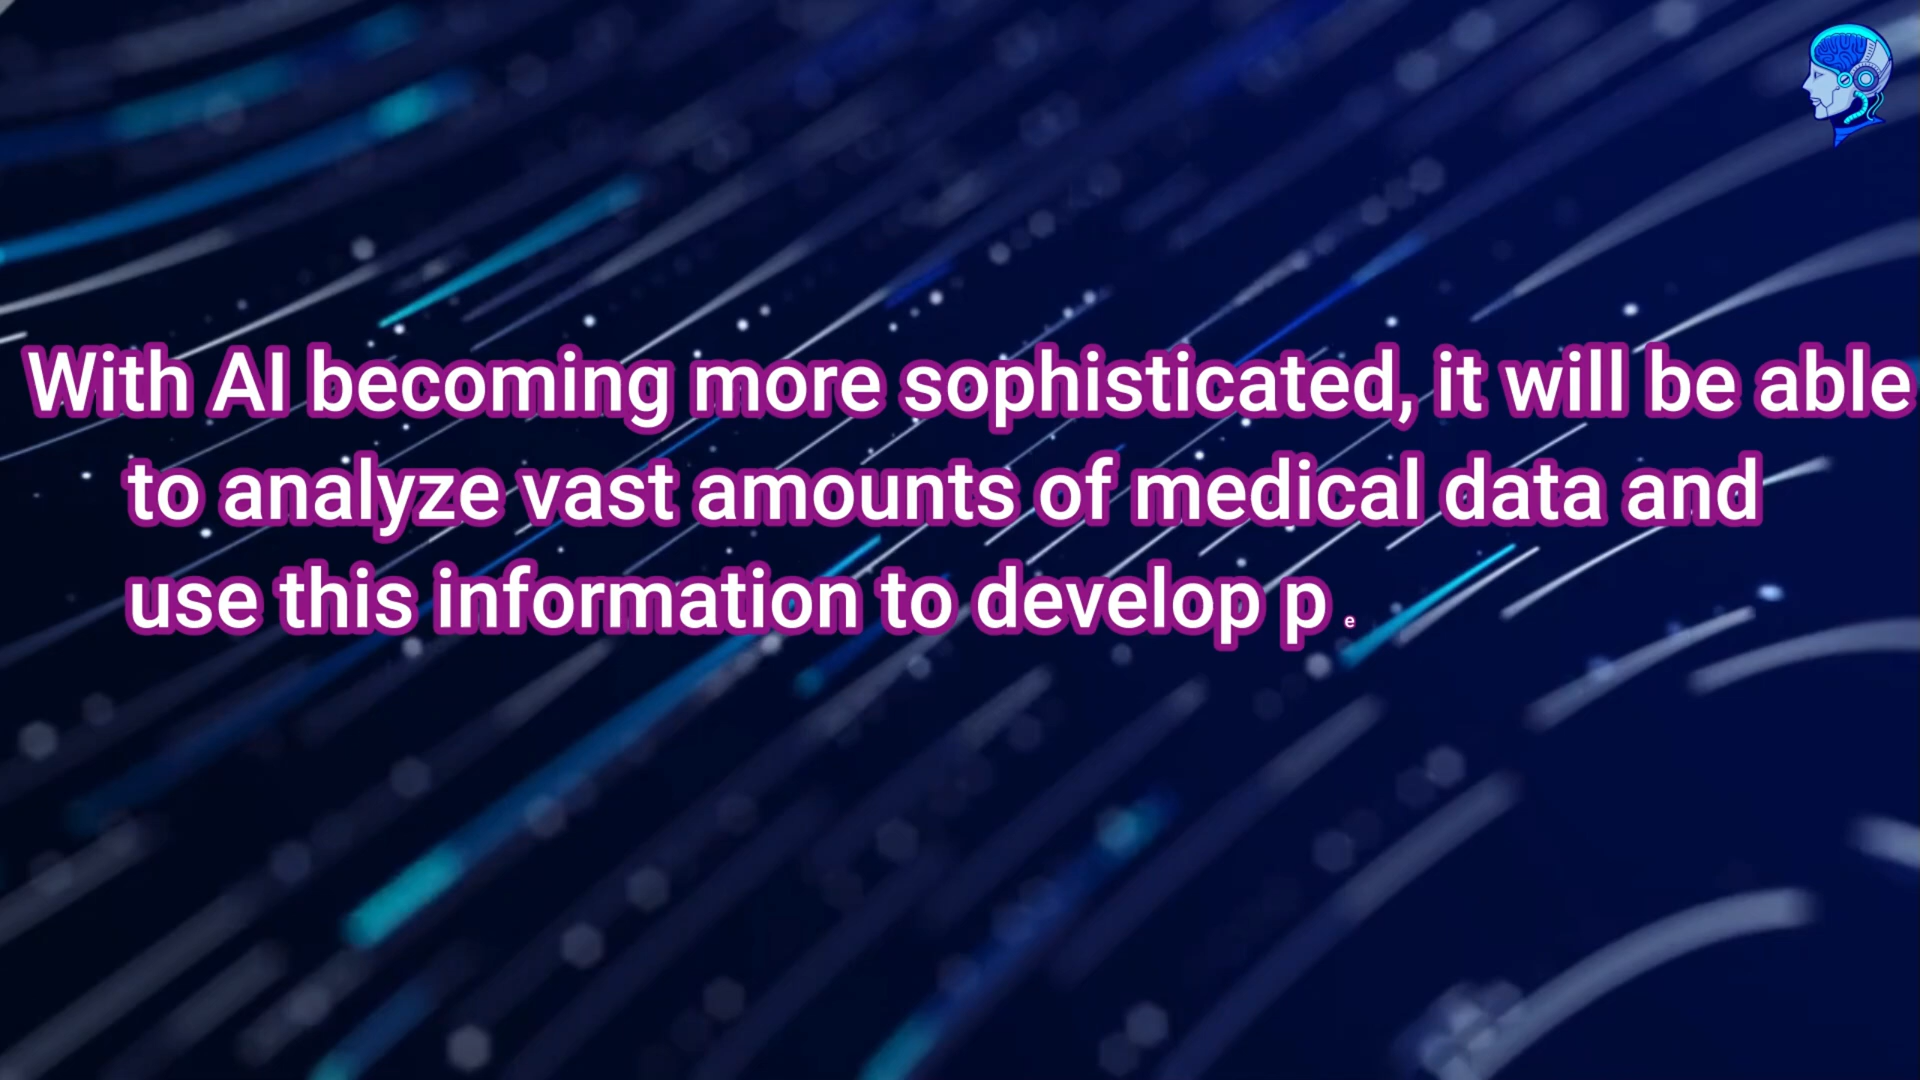 With AI becoming more sophisticated, it will be able
to analyze vast amounts of medical data and
use this information to develop pe